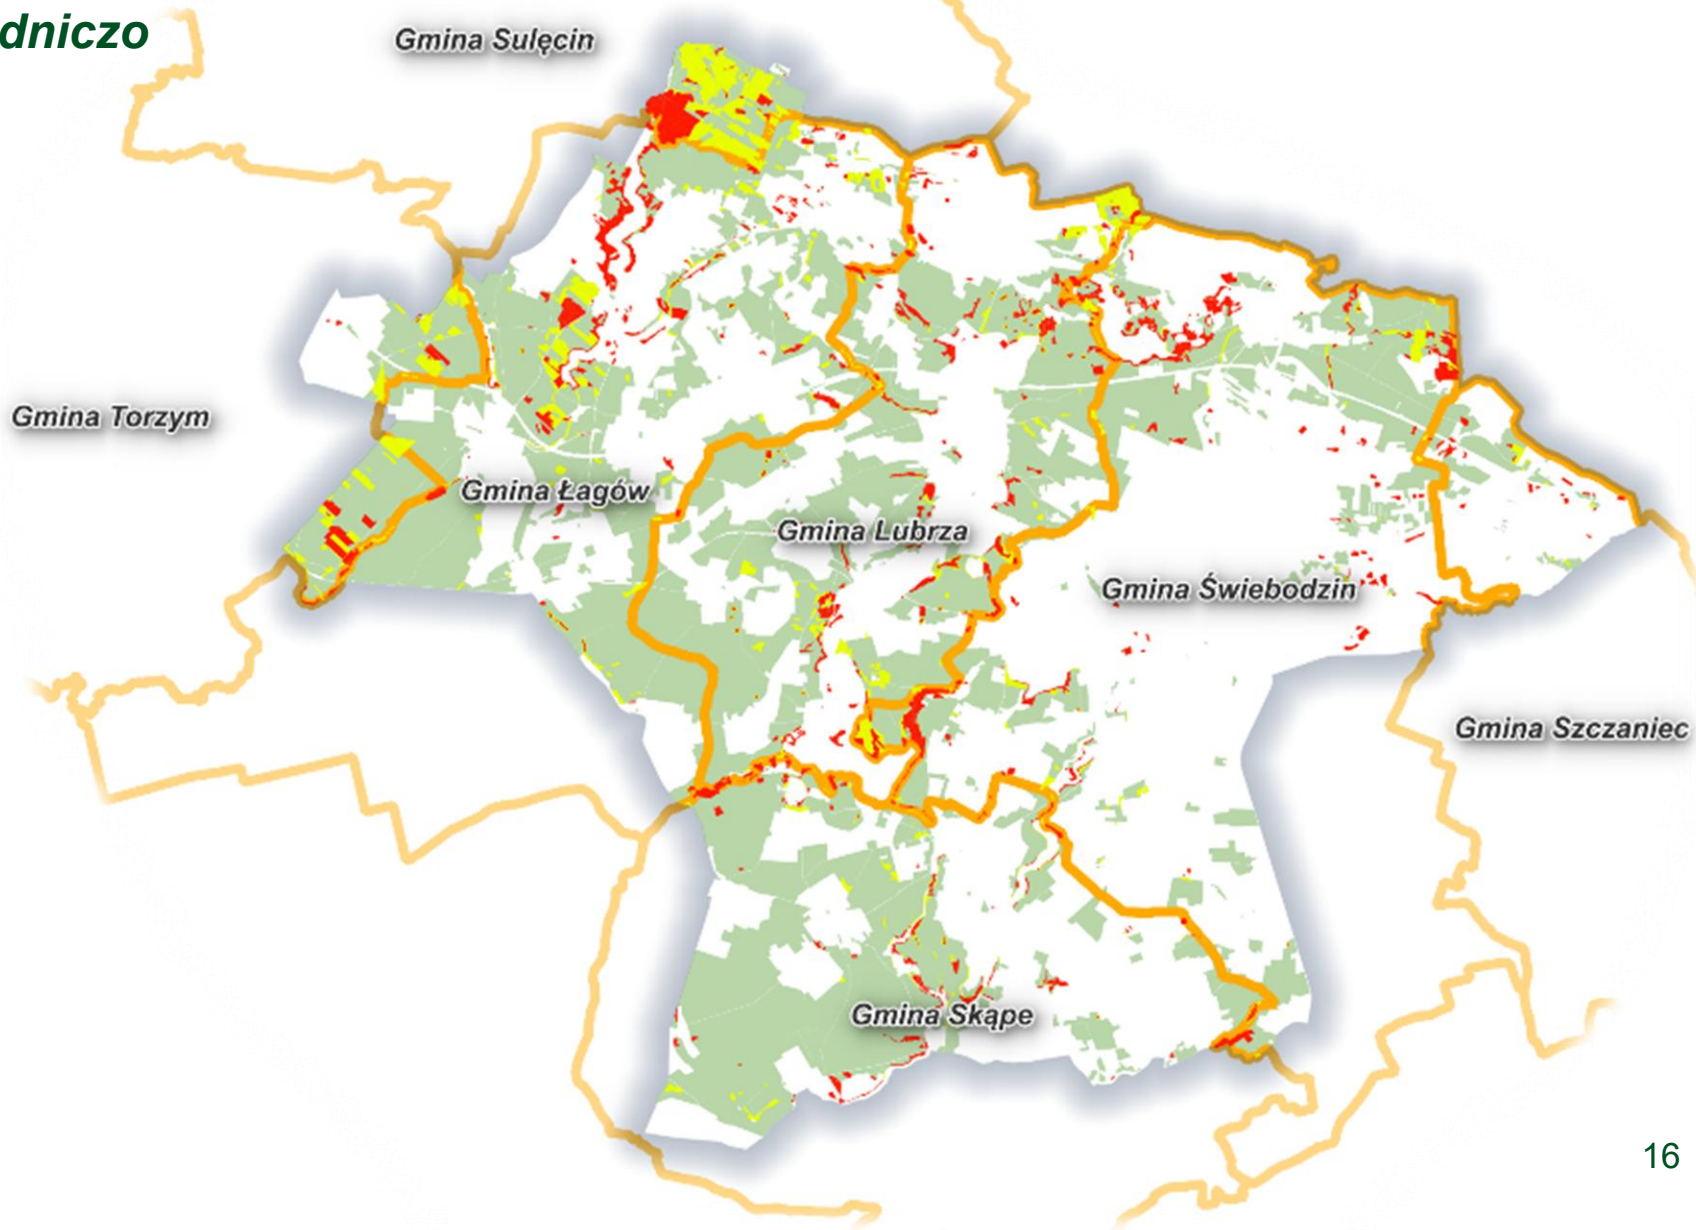 dniczo
Gmina Sulęcin
Gmina Torzym
Gmina Łagów
Gmina Lubrza
Gmina Świebodzin
Gmina Szczaniec
Gmina Skąpe
16